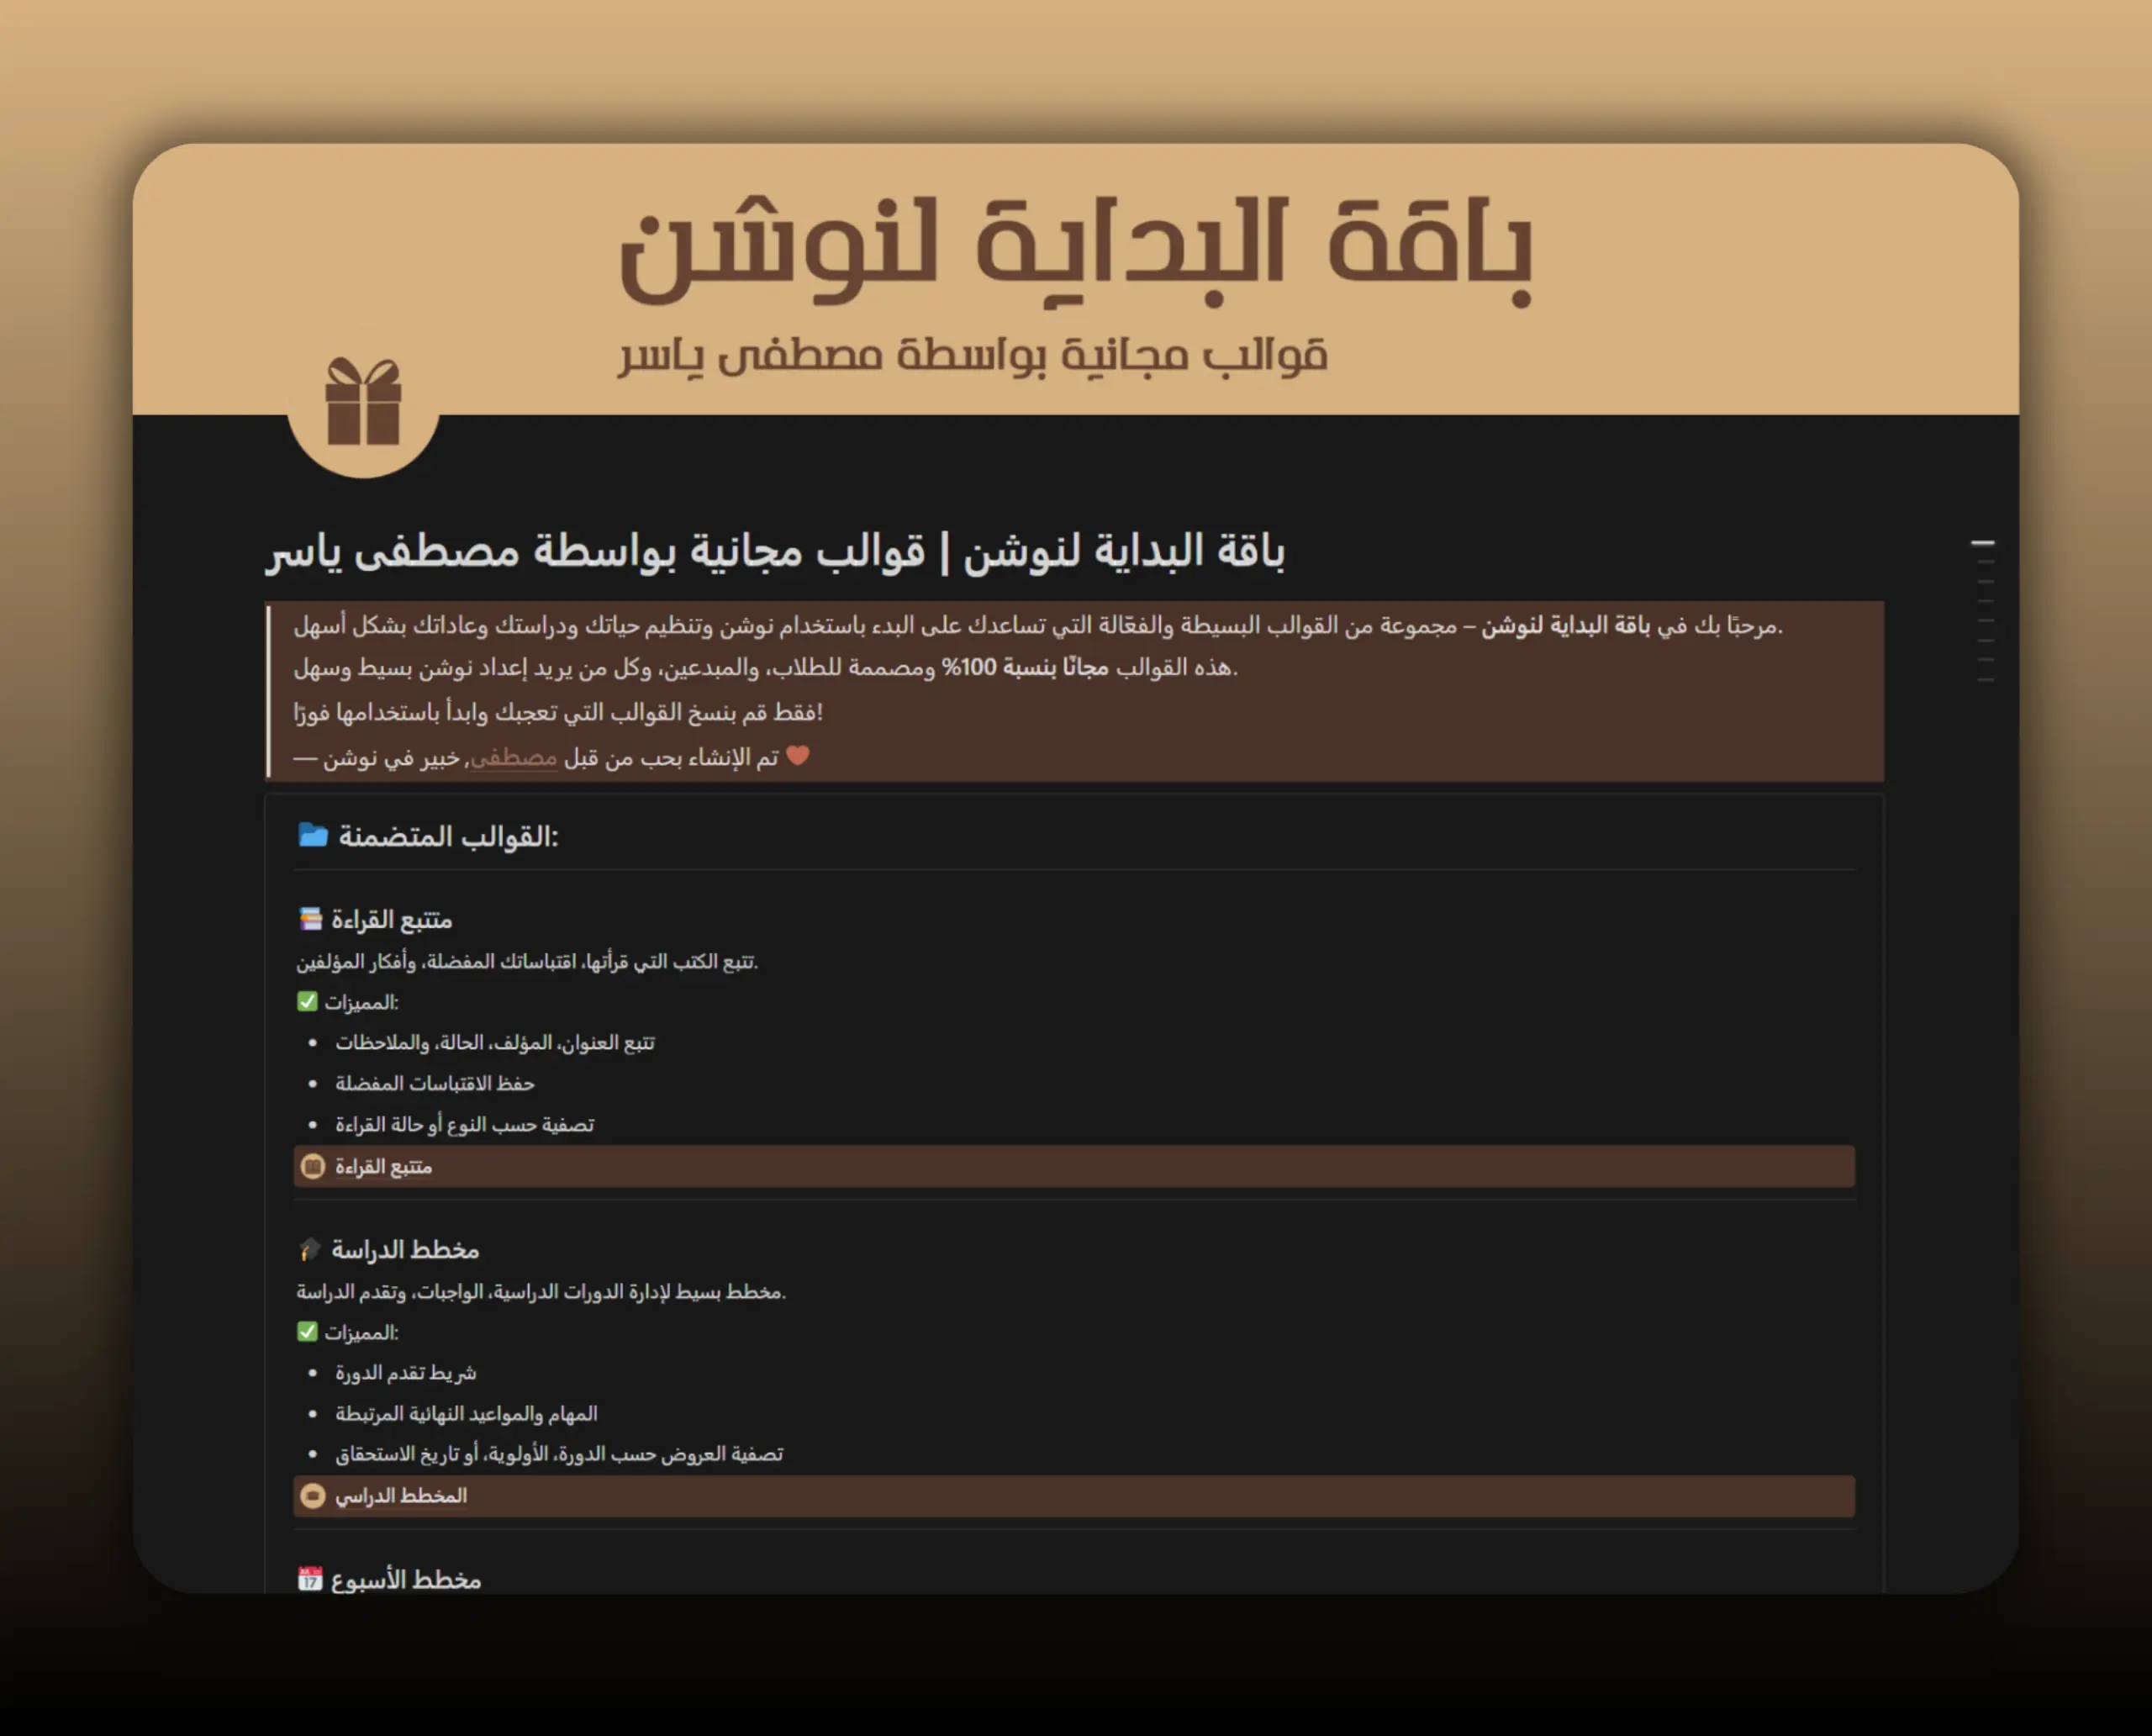 باقة البداية لنوشن
قوالب مجانية بواسطة مصطفى ياسر
باقة البداية لنوشن | قوالب مجانية بواسطة مصطفى ياسر
مرحبًا بك في باقة البداية لنوشن – مجموعة من القوالب البسيطة والفعّالة التي تساعدك على البدء باستخدام نوشن وتنظيم حياتك ودراستك وعاداتك بشكل أسهل.
هذه القوالب مجانًا بنسبة 100% ومصممة للطلاب، والمبدعين، وكل من يريد إعداد نوشن بسيط وسهل.
فقط قم بنسخ القوالب التي تعجبك وابدأ باستخدامها فورًا!
❤️ تم الإنشاء بحب من قبل مصطفى, خبير في نوشن —
📂 القوالب المتضمنة:
📚 متتبع القراءة
تتبع الكتب التي قرأتها، اقتباساتك المفضلة، وأفكار المؤلفين.
✅ المميزات:
• تتبع العنوان، المؤلف، الحالة، والملاحظات
• حفظ الاقتباسات المفضلة
• تصفية حسب النوع أو حالة القراءة
متتبع القراءة
🎓 مخطط الدراسة
مخطط بسيط لإدارة الدورات الدراسية، الواجبات، وتقدم الدراسة.
✅ المميزات:
• شريط تقدم الدورة
• المهام والمواعيد النهائية المرتبطة
• تصفية العروض حسب الدورة، الأولوية، أو تاريخ الاستحقاق
المخطط الدراسي
📅 مخطط الأسبوع